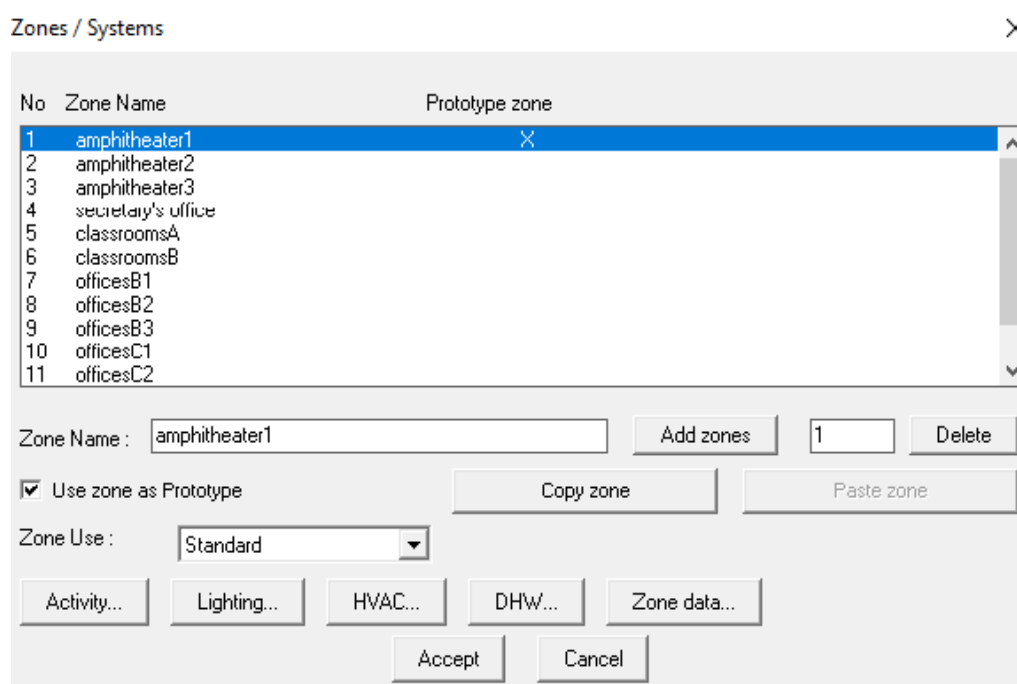 Zones / Systems
No Zone Name Prototype zone
1 amphitheater1 X
2 amphitheater2
3 amphitheater3
4 secretary's office
5 classroomsA
6 classroomsB
7 officesB1
8 officesB2
9 officesB3
10 officesC1
11 officesC2
Zone Name : amphitheater1 Add zones 1 Delete
Use zone as Prototype Copy zone Paste zone
Zone Use : Standard
Activity... Lighting... HVAC... DHW... Zone data...
Accept Cancel